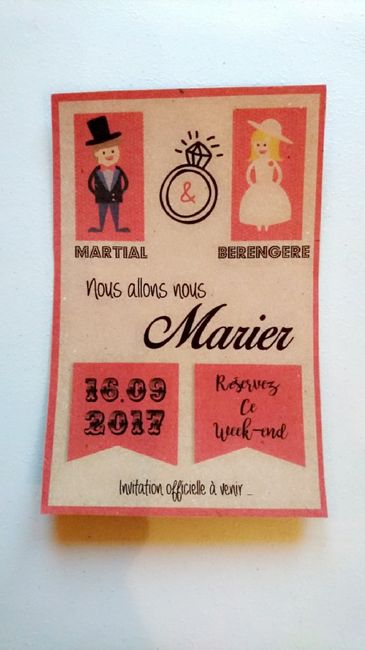 &
MARTIAL BERENGERE
Nous allons nous
Marier
16.09
2017
Réservez
Ce
Week-end
Invitation officielle à venir ...